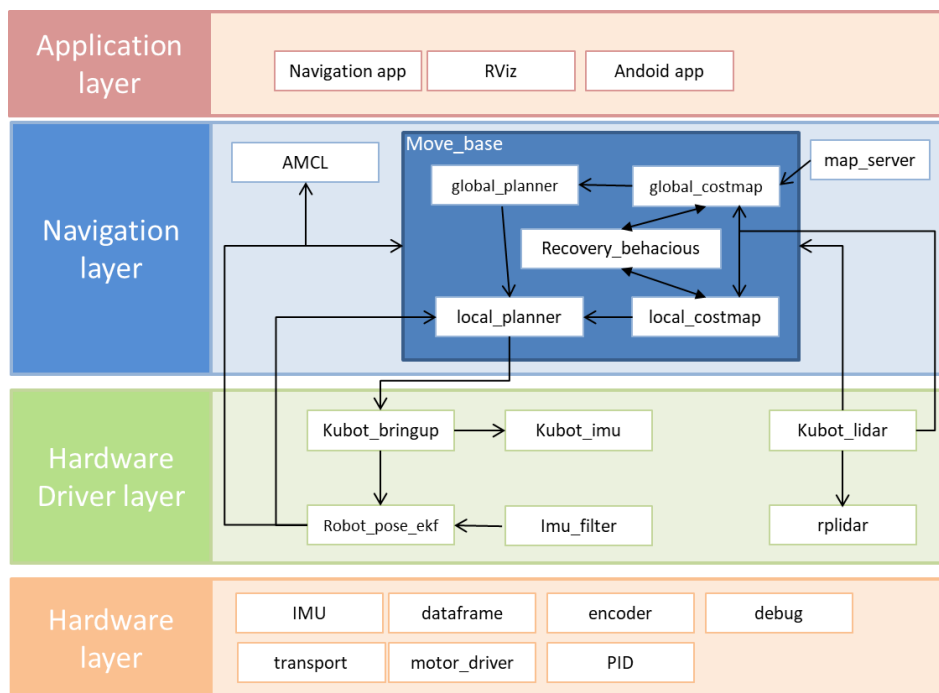 Application
layer
Navigation app
RViz
Andoid app
Navigation
layer
AMCL
Move_base
global_planner
global_costmap
map_server
Recovery_behacious
local_planner
local_costmap
Hardware
Driver layer
Kubot_bringup
Kubot_imu
Kubot_lidar
Robot_pose_ekf
Imu_filter
rplidar
Hardware
layer
IMU
dataframe
encoder
debug
transport
motor_driver
PID